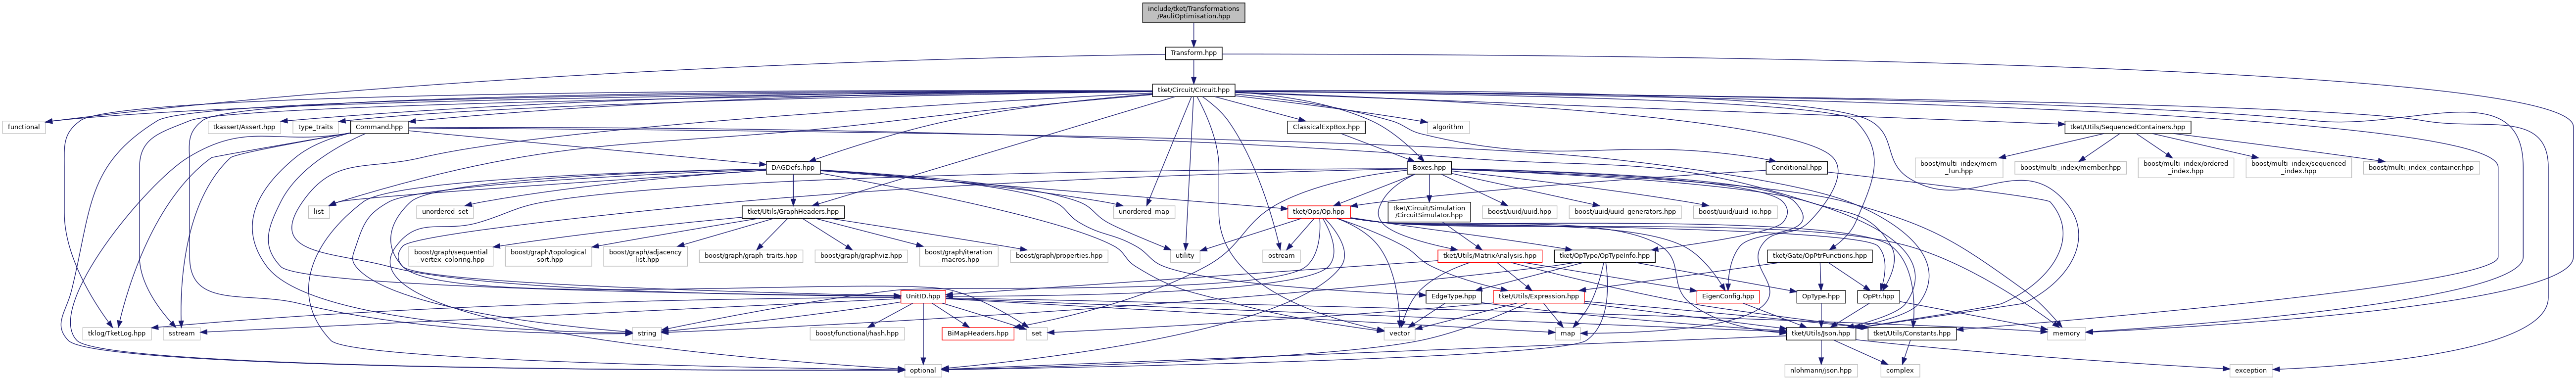 include/tket/Transformations
/PauliOptimisation.hpp
Transform.hpp
tket/Circuit/Circuit.hpp
functional
tkassert/Assert.hpp
type_traits
Command.hpp
ClassicalExpBox.hpp
algorithm
tket/Utils/SequencedContainers.hpp
DAGDefs.hpp
Boxes.hpp
Conditional.hpp
boost/multi_index/mem
_fun.hpp
boost/multi_index/member.hpp
boost/multi_index/ordered
_index.hpp
boost/multi_index/sequenced
_index.hpp
boost/multi_index_container.hpp
list
unordered_set
tket/Utils/GraphHeaders.hpp
unordered_map
tket/Ops/Op.hpp
tket/Circuit/Simulation
/CircuitSimulator.hpp
boost/uuid/uuid.hpp
boost/uuid/uuid_generators.hpp
boost/uuid/uuid_io.hpp
boost/graph/sequential
_vertex_coloring.hpp
boost/graph/topological
_sort.hpp
boost/graph/adjacency
_list.hpp
boost/graph/graph_traits.hpp
boost/graph/graphviz.hpp
boost/graph/iteration
_macros.hpp
boost/graph/properties.hpp
utility
ostream
tket/Utils/MatrixAnalysis.hpp
tket/OpType/OpTypeInfo.hpp
tket/Gate/OpPtrFunctions.hpp
UnitID.hpp
EdgeType.hpp
tket/Utils/Expression.hpp
EigenConfig.hpp
OpType.hpp
OpPtr.hpp
tklog/TketLog.hpp
sstream
string
boost/functional/hash.hpp
BiMapHeaders.hpp
set
vector
map
tket/Utils/Json.hpp
tket/Utils/Constants.hpp
memory
optional
nlohmann/json.hpp
complex
exception